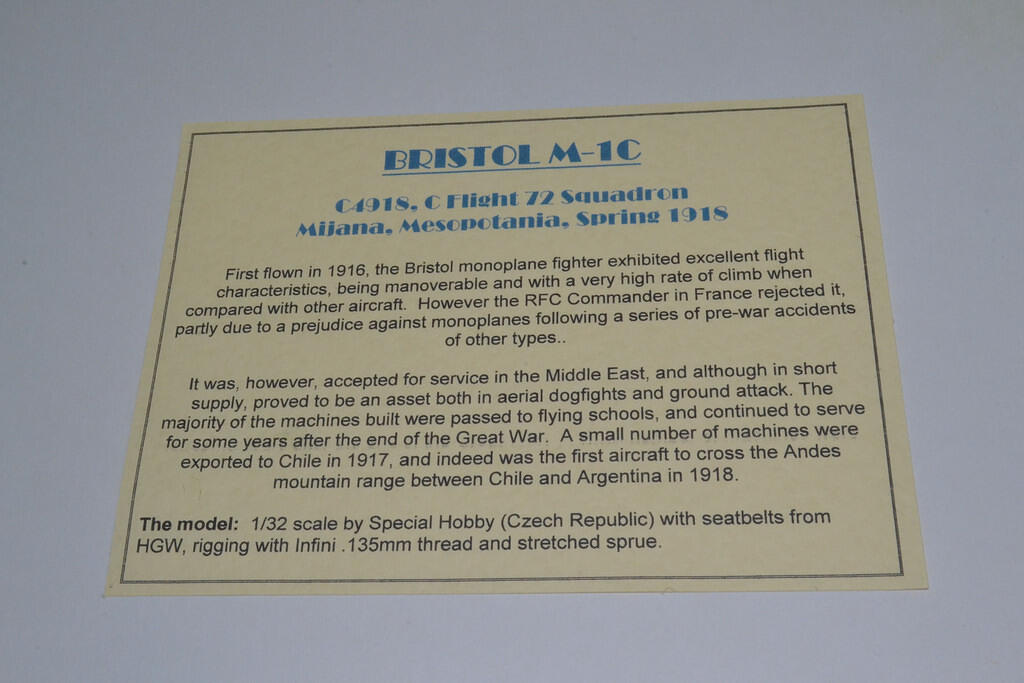 BRISTOL M-1C
C4918, C Flight 72 Squadron
Mijana, Mesopotania, Spring 1918
First flown in 1916, the Bristol monoplane fighter exhibited excellent flight
characteristics, being manoverable and with a very high rate of climb when
compared with other aircraft.  However the RFC Commander in France rejected it,
partly due to a prejudice against monoplanes following a series of pre-war accidents
of other types..
It was, however, accepted for service in the Middle East, and although in short
supply, proved to be an asset both in aerial dogfights and ground attack. The
majority of the machines built were passed to flying schools, and continued to serve
for some years after the end of the Great War.  A small number of machines were
exported to Chile in 1917, and indeed was the first aircraft to cross the Andes
mountain range between Chile and Argentina in 1918.
The model:  1/32 scale by Special Hobby (Czech Republic) with seatbelts from
HGW, rigging with Infini .135mm thread and stretched sprue.